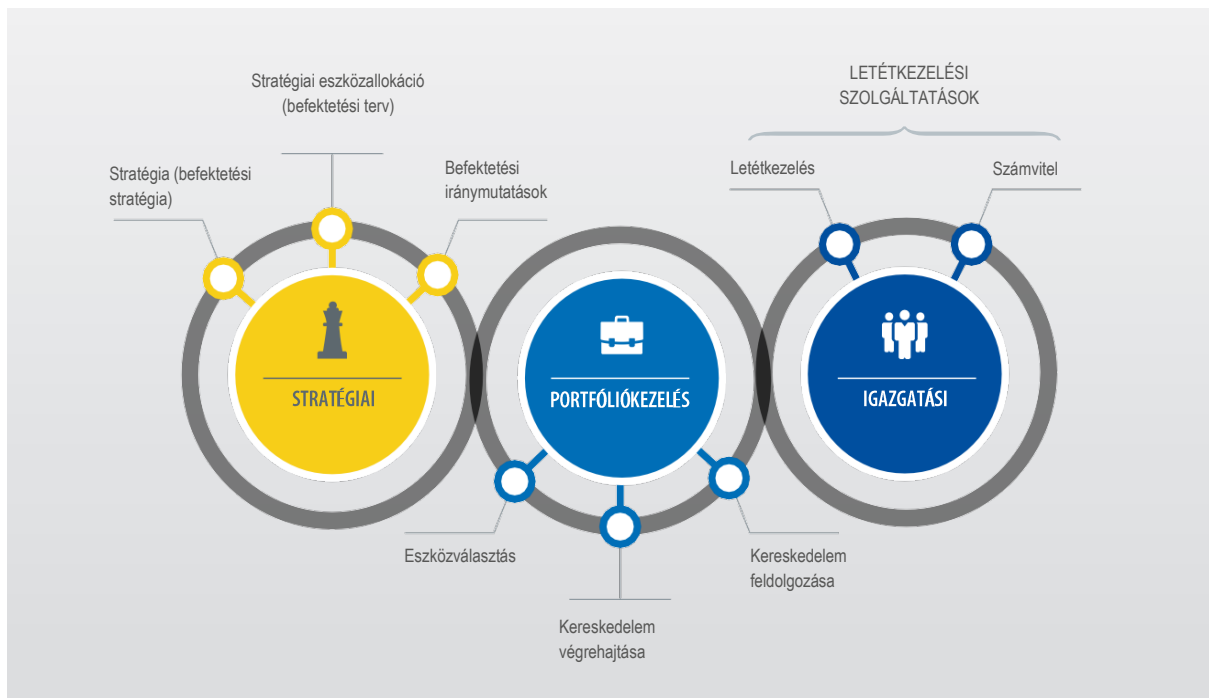 Stratégiai eszközallokáció
(befektetési terv)
Stratégia (befektetési
stratégia)
Befektetési
iránymutatások
STRATÉGIAI
Eszközválasztás
Kereskedelem
végrehajtása
Kereskedelem
feldolgozása
PORTFÓLIÓKEZELÉS
LETÉTKEZELÉSI
SZOLGÁLTATÁSOK
Letétkezelés
Számvitel
IGAZGATÁSI